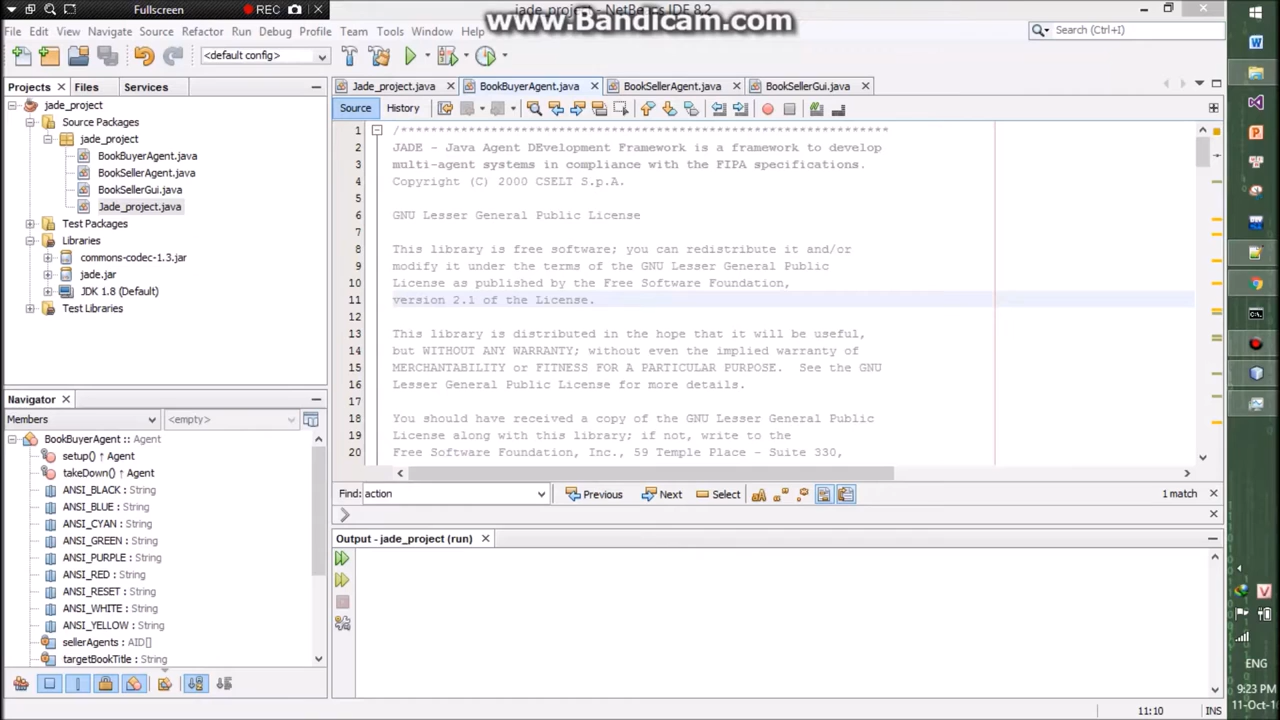 Fullscreen
REC
www.Bandicam.com
jade_project - NetBeans IDE 8.2
File Edit View Navigate Source Refactor Run Debug Profile Team Tools Window Help
Search (Ctrl+I)
<default config>
Projects Files Services
Jade_project.java BookBuyerAgent.java BookSellerAgent.java BookSellerGui.java
Source History
jade_project
Source Packages
jade_project
BookBuyerAgent.java
BookSellerAgent.java
BookSellerGui.java
Jade_project.java
Test Packages
Libraries
commons-codec-1.3.jar
jade.jar
JDK 1.8 (Default)
Test Libraries
1 /*****************************************************************
2 JADE - Java Agent DEvelopment Framework is a framework to develop
3 multi-agent systems in compliance with the FIPA specifications.
4 Copyright (C) 2000 CSELT S.p.A.
5
6 GNU Lesser General Public License
7
8 This library is free software; you can redistribute it and/or
9 modify it under the terms of the GNU Lesser General Public
10 License as published by the Free Software Foundation,
11 version 2.1 of the License.
12
13 This library is distributed in the hope that it will be useful,
14 but WITHOUT ANY WARRANTY; without even the implied warranty of
15 MERCHANTABILITY or FITNESS FOR A PARTICULAR PURPOSE.  See the GNU
16 Lesser General Public License for more details.
17
18 You should have received a copy of the GNU Lesser General Public
19 License along with this library; if not, write to the
20 Free Software Foundation, Inc., 59 Temple Place - Suite 330,
Navigator
Members <empty>
BookBuyerAgent :: Agent
setup() ↑ Agent
takeDown() ↑ Agent
ANSI_BLACK : String
ANSI_BLUE : String
ANSI_CYAN : String
ANSI_GREEN : String
ANSI_PURPLE : String
ANSI_RED : String
ANSI_RESET : String
ANSI_WHITE : String
ANSI_YELLOW : String
sellerAgents : AID[]
targetBookTitle : String
Find: action Previous Next Select 1 match
Output - jade_project (run)
11:10 INS
ENG
9:23 PM
11-Oct-1